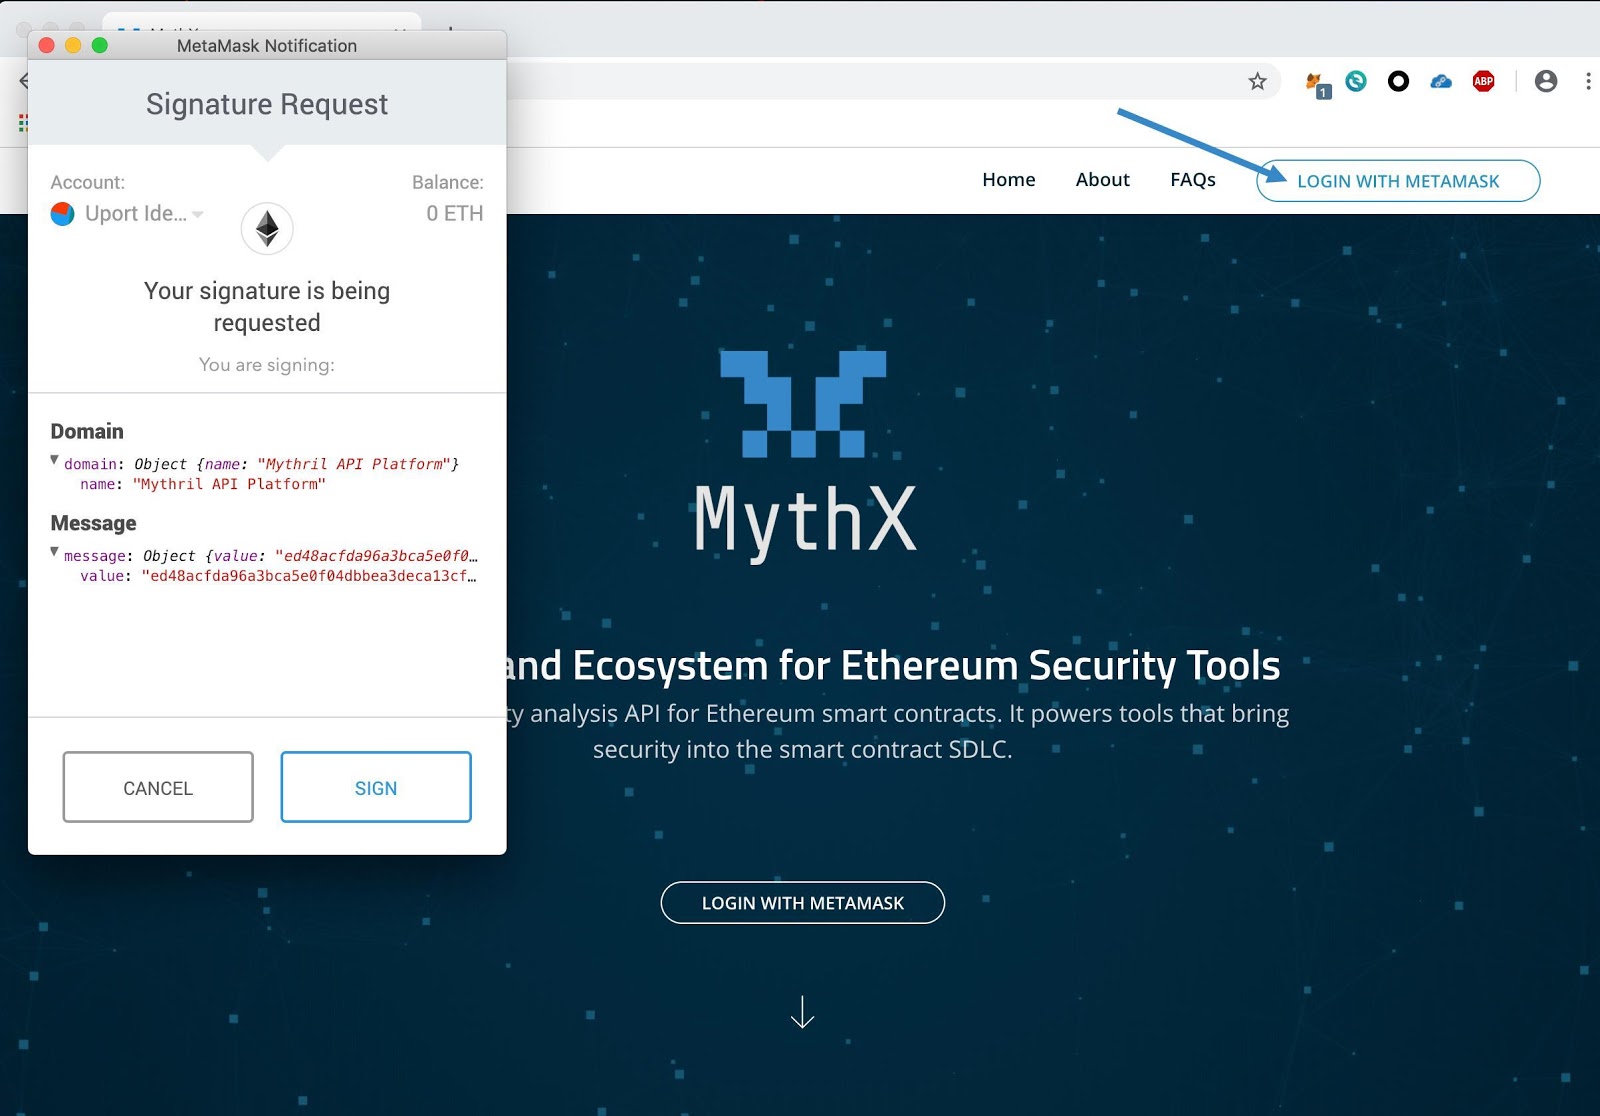 MetaMask Notification
Signature Request
Account:
Balance:
Uport Ide...
0 ETH
Your signature is being
requested
You are signing:
Domain
domain: Object {name: "Mythril API Platform"}
name: "Mythril API Platform"
Message
message: Object {value: "ed48acfda96a3bca5e0f0…
value: "ed48acfda96a3bca5e0f04dbbea3deca13cf…
CANCEL
SIGN
1
ABP
Home
About
FAQs
LOGIN WITH METAMASK
MythX
and Ecosystem for Ethereum Security Tools
ty analysis API for Ethereum smart contracts. It powers tools that bring
security into the smart contract SDLC.
LOGIN WITH METAMASK